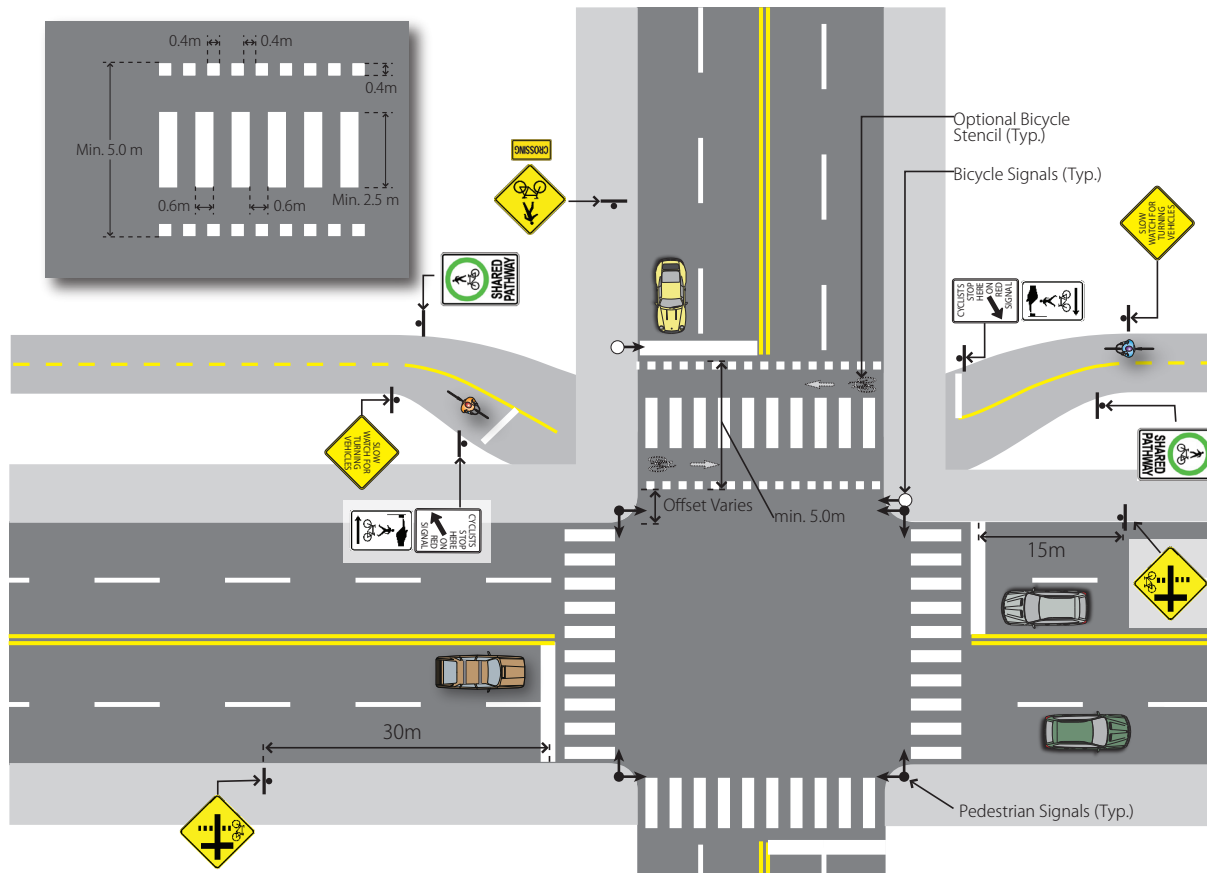 0.4m
0.4m
0.4m
Min. 5.0 m
Min. 2.5 m
0.6m
0.6m
CROSSING
Optional Bicycle
Stencil (Typ.)
Bicycle Signals (Typ.)
SLOW
WATCH FOR
TURNING
VEHICLES
SHARED
PATHWAY
CYCLISTS
STOP
HERE
ON
RED
SIGNAL
SLOW
WATCH FOR
TURNING
VEHICLES
SHARED
PATHWAY
CYCLISTS
STOP
HERE
ON
RED
SIGNAL
Offset Varies
min. 5.0m
15m
30m
Pedestrian Signals (Typ.)